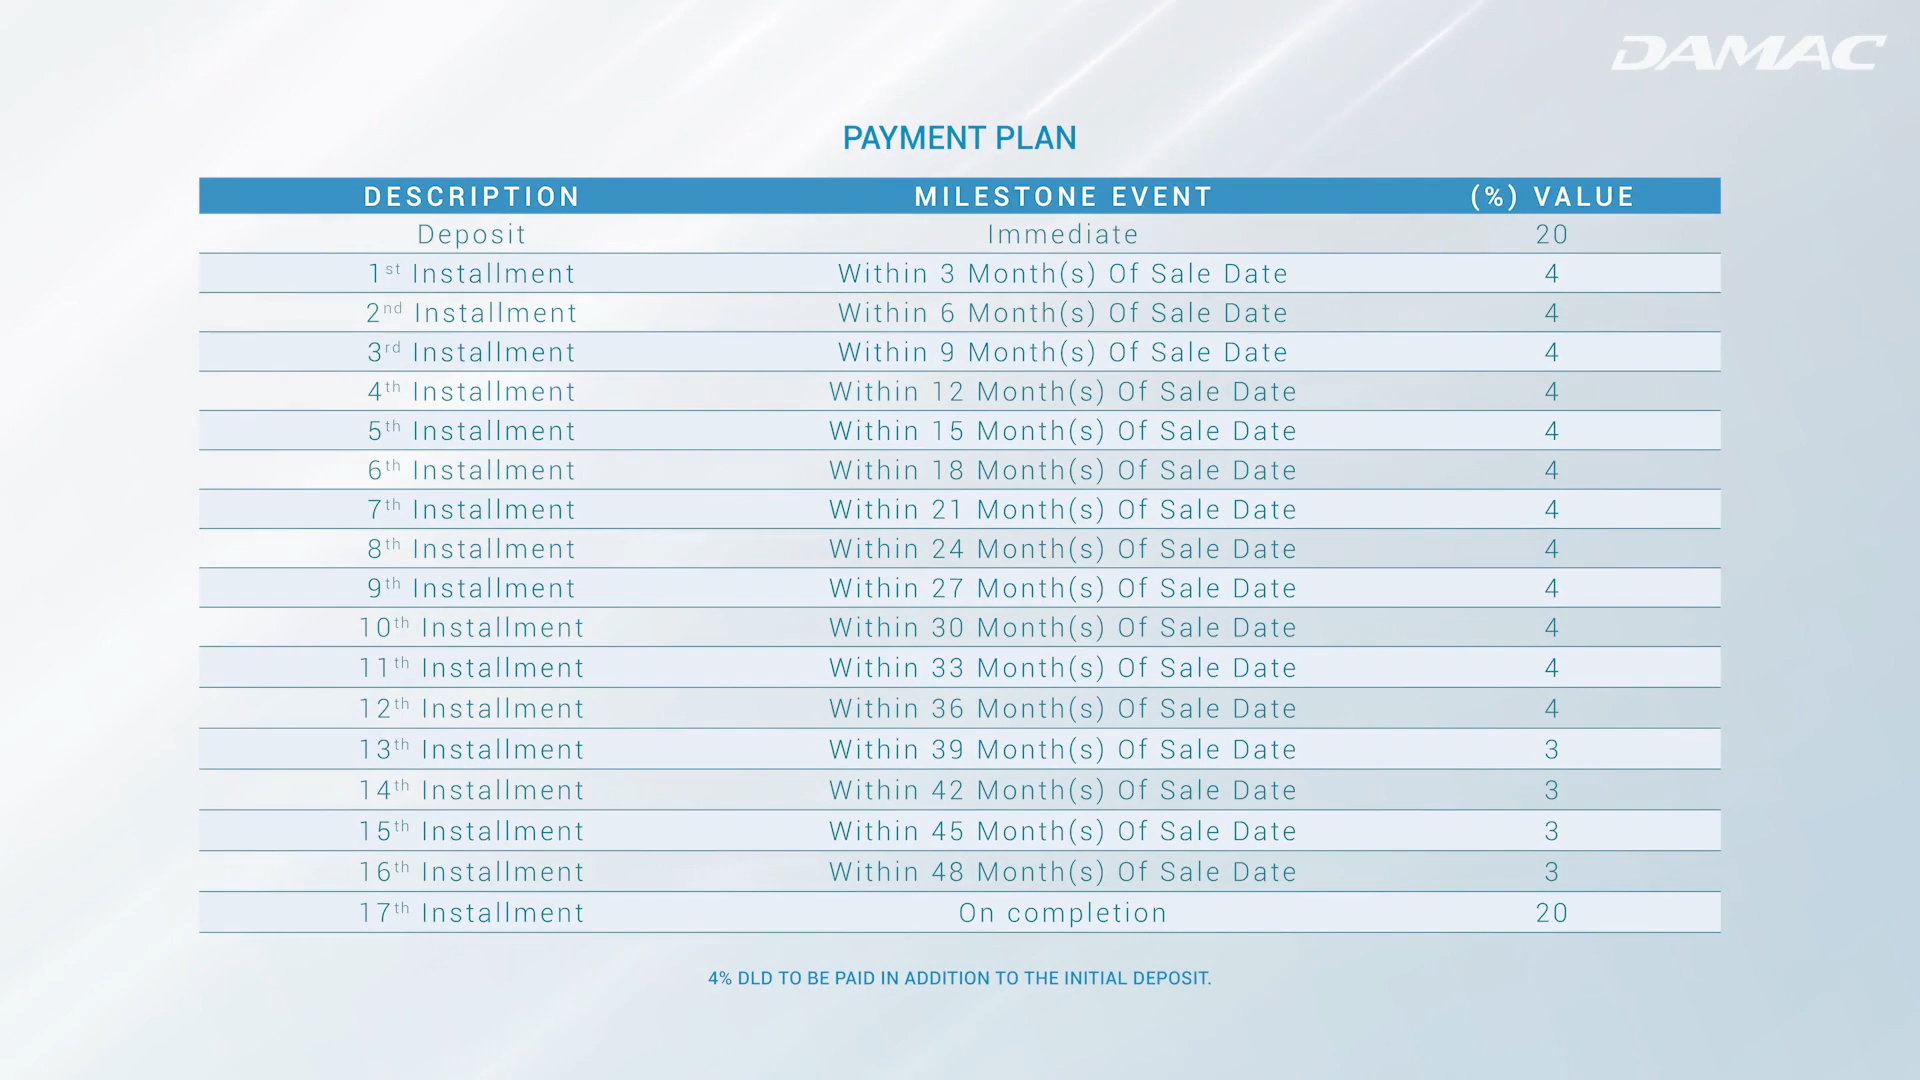 DAMAC
PAYMENT PLAN
DESCRIPTION MILESTONE EVENT (%) VALUE
Deposit Immediate 20
1st Installment Within 3 Month(s) Of Sale Date 4
2nd Installment Within 6 Month(s) Of Sale Date 4
3rd Installment Within 9 Month(s) Of Sale Date 4
4th Installment Within 12 Month(s) Of Sale Date 4
5th Installment Within 15 Month(s) Of Sale Date 4
6th Installment Within 18 Month(s) Of Sale Date 4
7th Installment Within 21 Month(s) Of Sale Date 4
8th Installment Within 24 Month(s) Of Sale Date 4
9th Installment Within 27 Month(s) Of Sale Date 4
10th Installment Within 30 Month(s) Of Sale Date 4
11th Installment Within 33 Month(s) Of Sale Date 4
12th Installment Within 36 Month(s) Of Sale Date 4
13th Installment Within 39 Month(s) Of Sale Date 3
14th Installment Within 42 Month(s) Of Sale Date 3
15th Installment Within 45 Month(s) Of Sale Date 3
16th Installment Within 48 Month(s) Of Sale Date 3
17th Installment On completion 20
4% DLD TO BE PAID IN ADDITION TO THE INITIAL DEPOSIT.